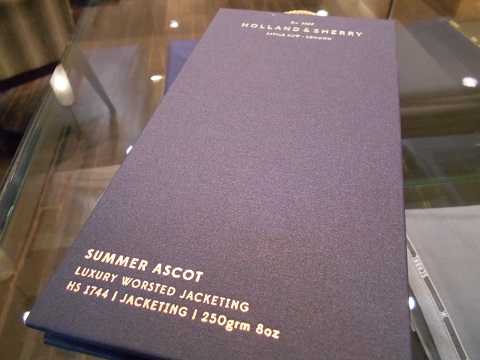 HOLLAND & SHERRY
SAVILE ROW · LONDON
SUMMER ASCOT
LUXURY WORSTED JACKETING
HS 1744 | JACKETING | 250grm 8oz